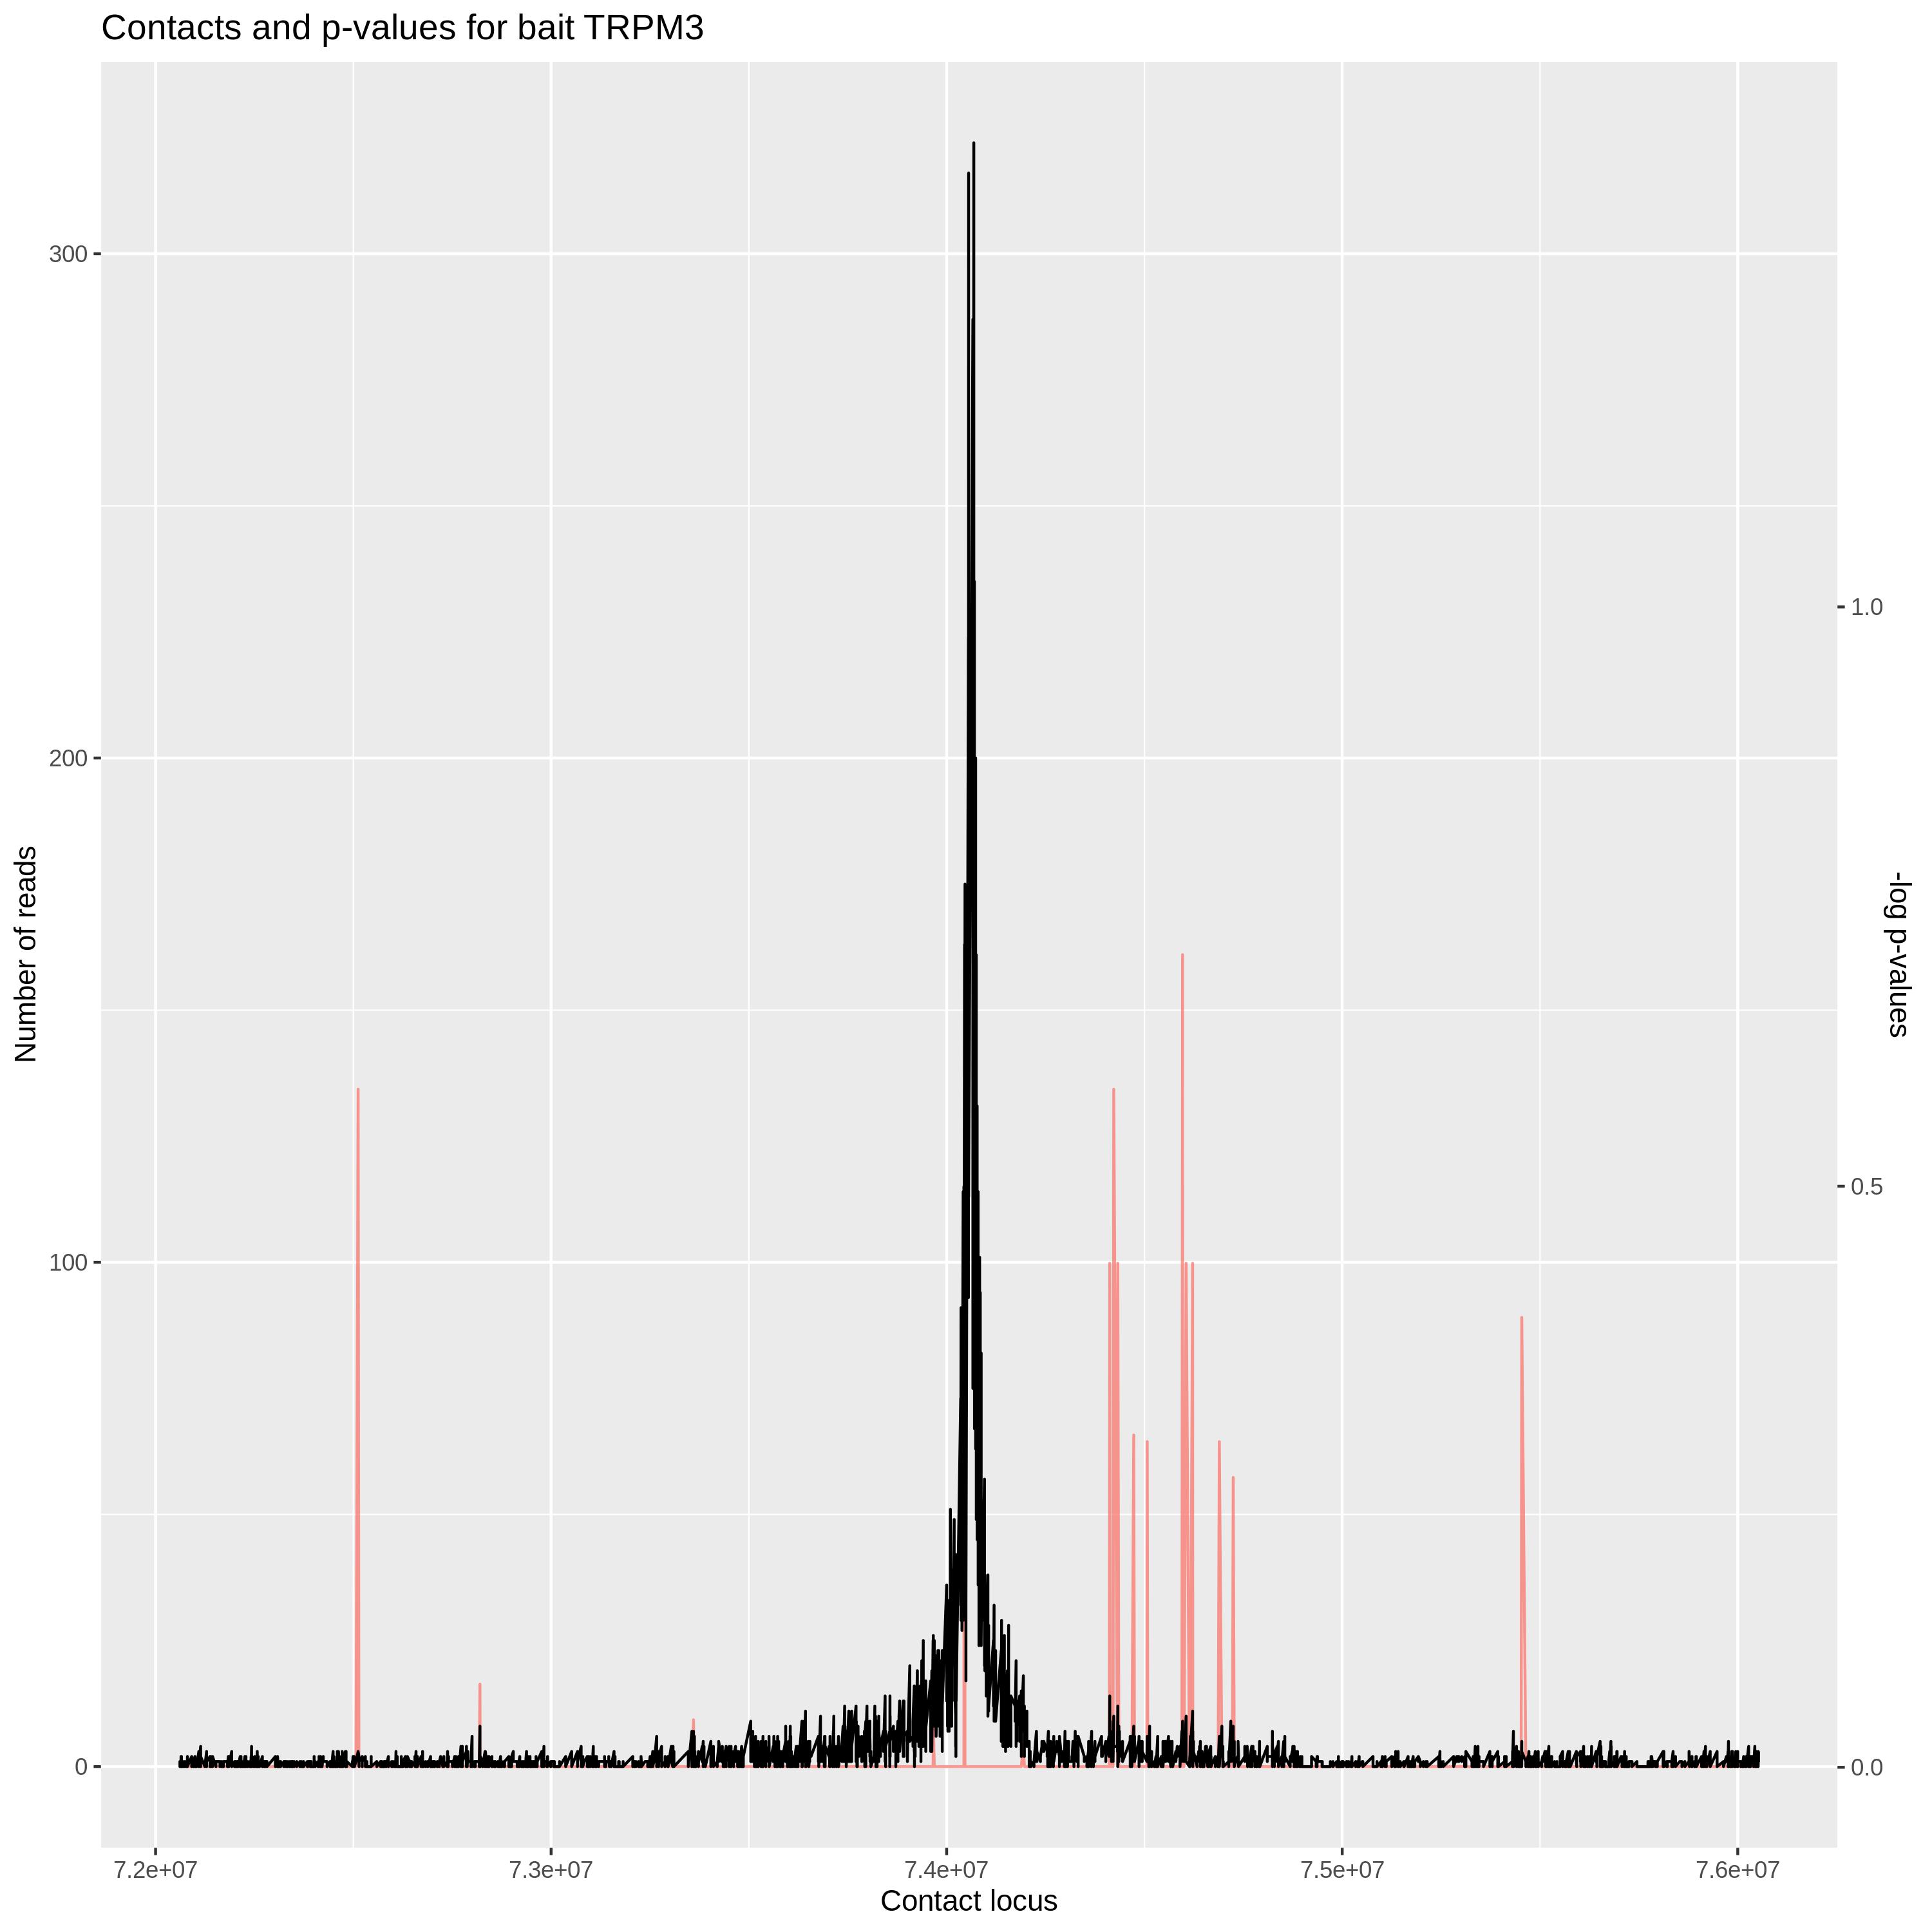 Contacts and p-values for bait TRPM3
300
200
100
0
Number of reads
1.0
0.5
0.0
-log p-values
7.2e+07 7.3e+07 7.4e+07 7.5e+07 7.6e+07
Contact locus